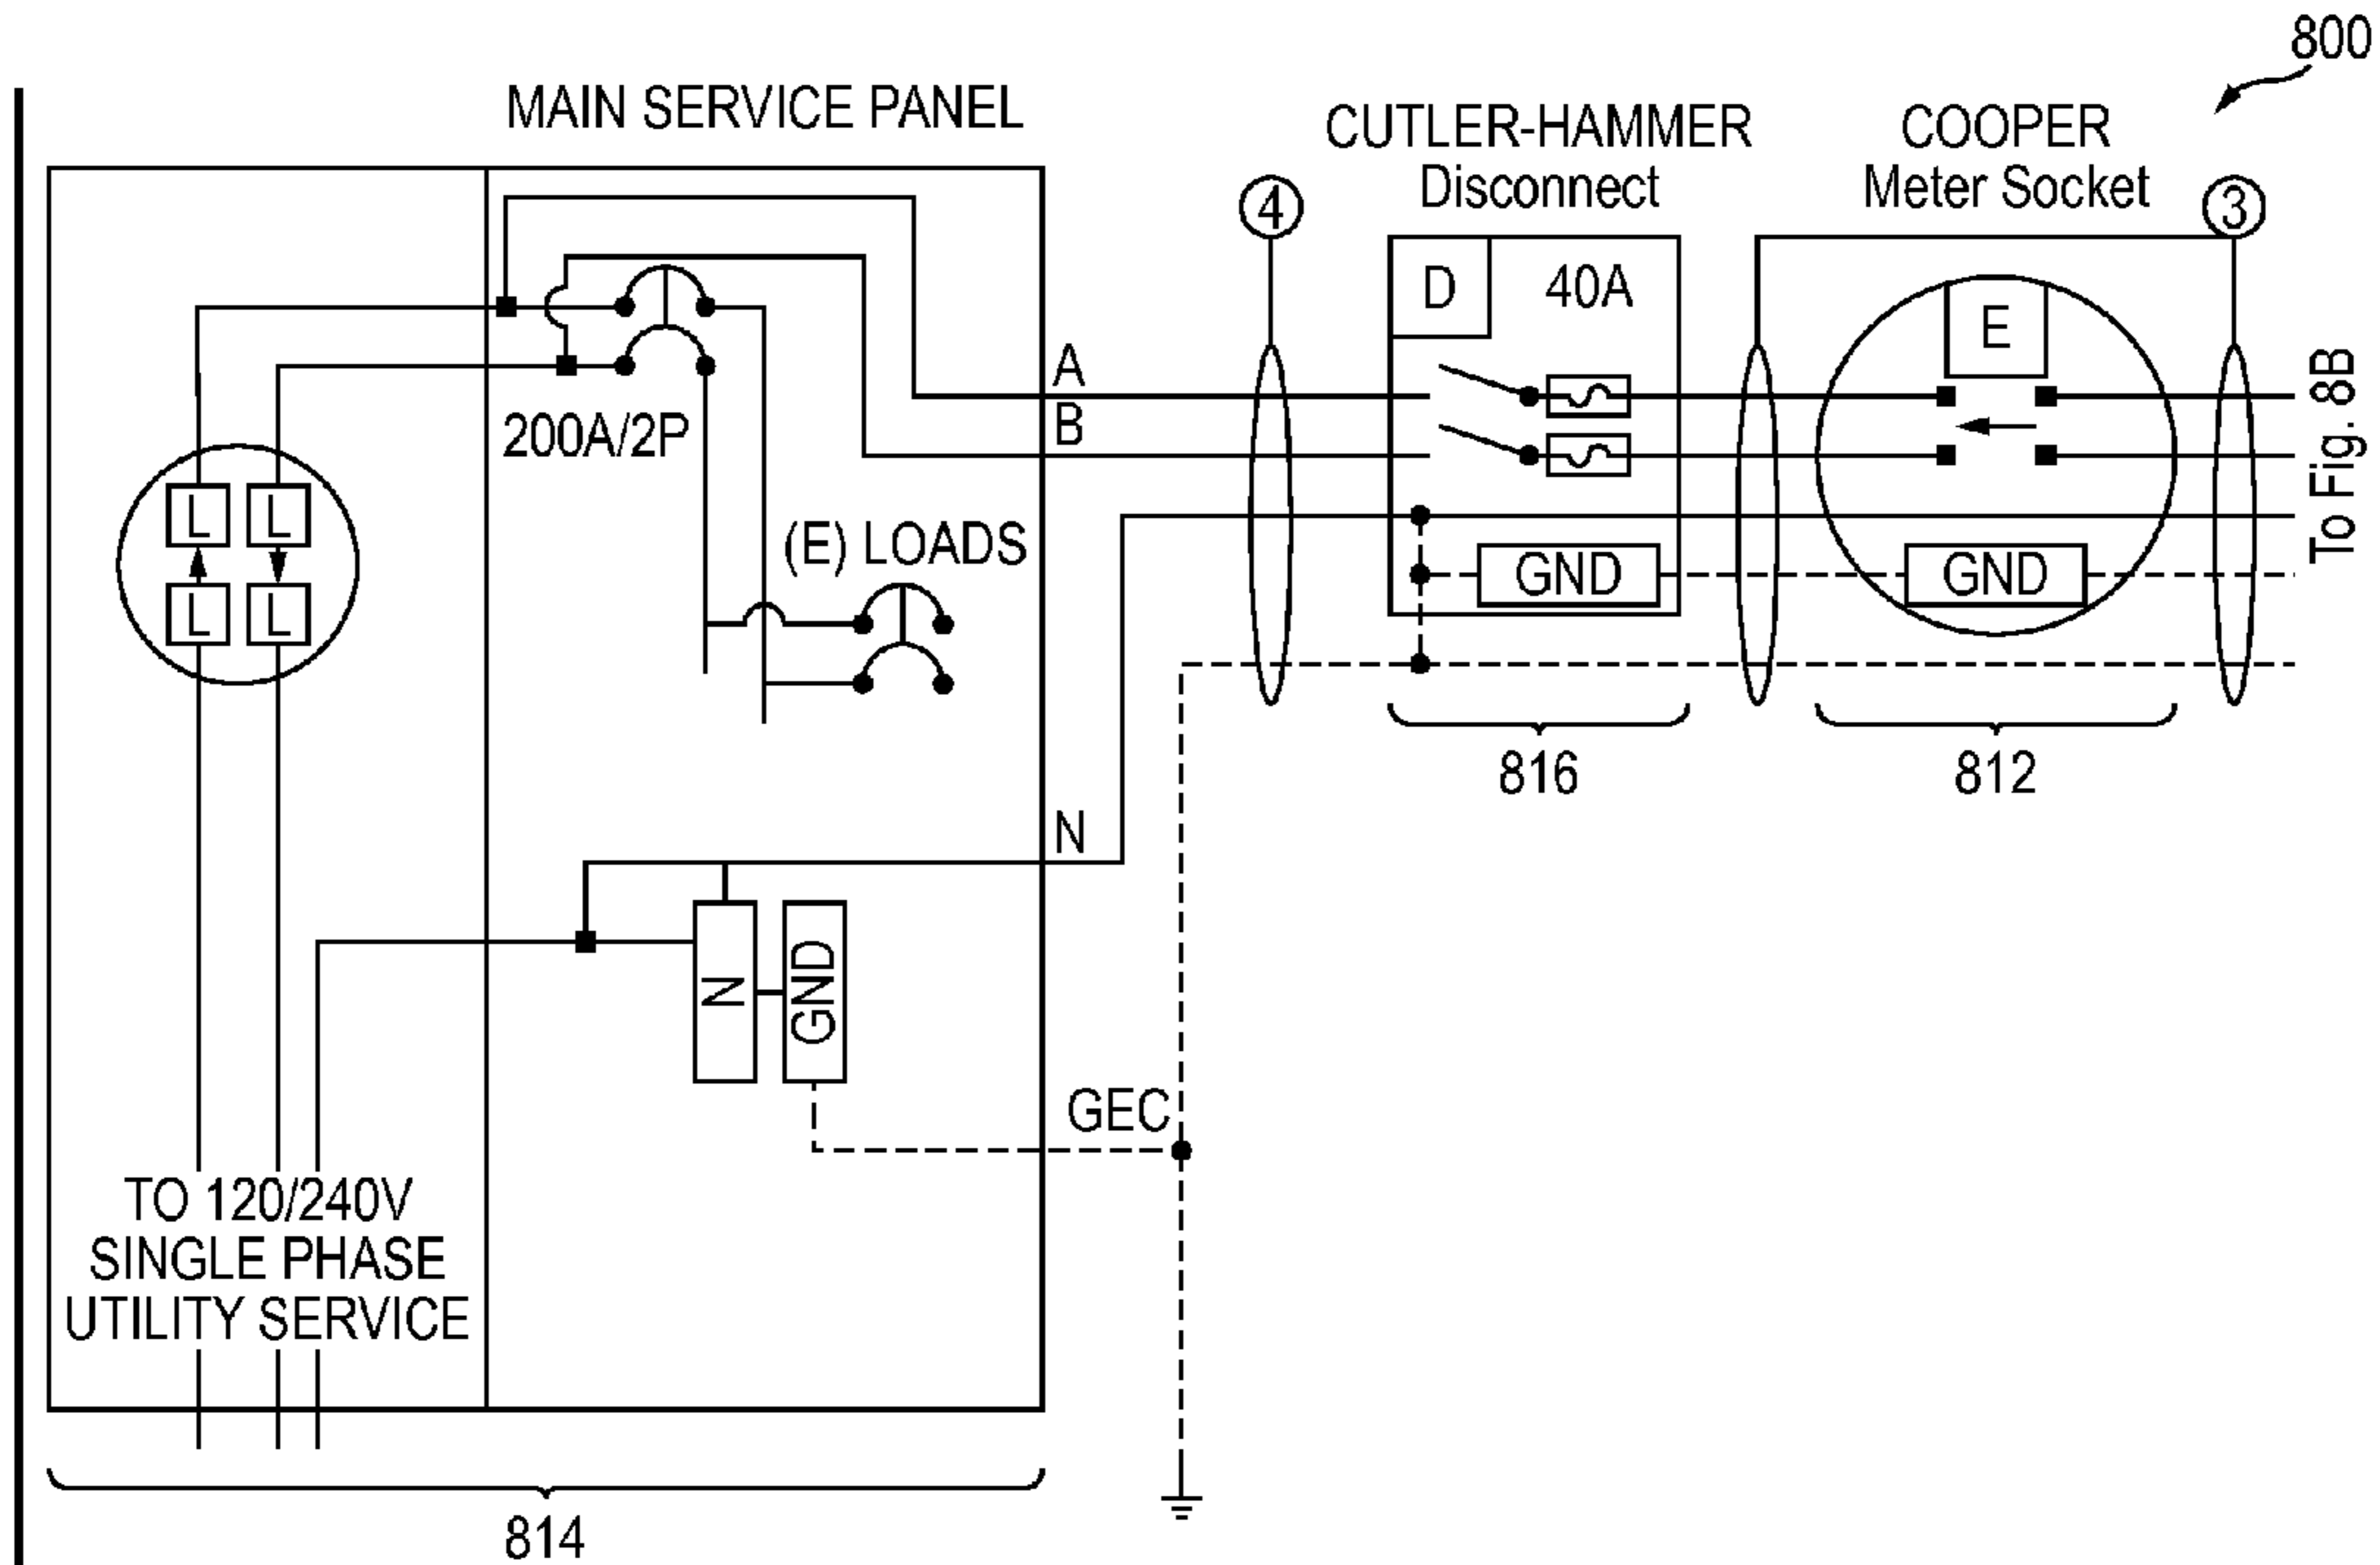 800
MAIN SERVICE PANEL
CUTLER-HAMMER
Disconnect
COOPER
Meter Socket
4
3
D
40A
E
A
B
200A/2P
To Fig. 8B
L
L
L
L
(E) LOADS
GND
GND
816
812
N
N
GND
GEC
TO 120/240V
SINGLE PHASE
UTILITY SERVICE
814